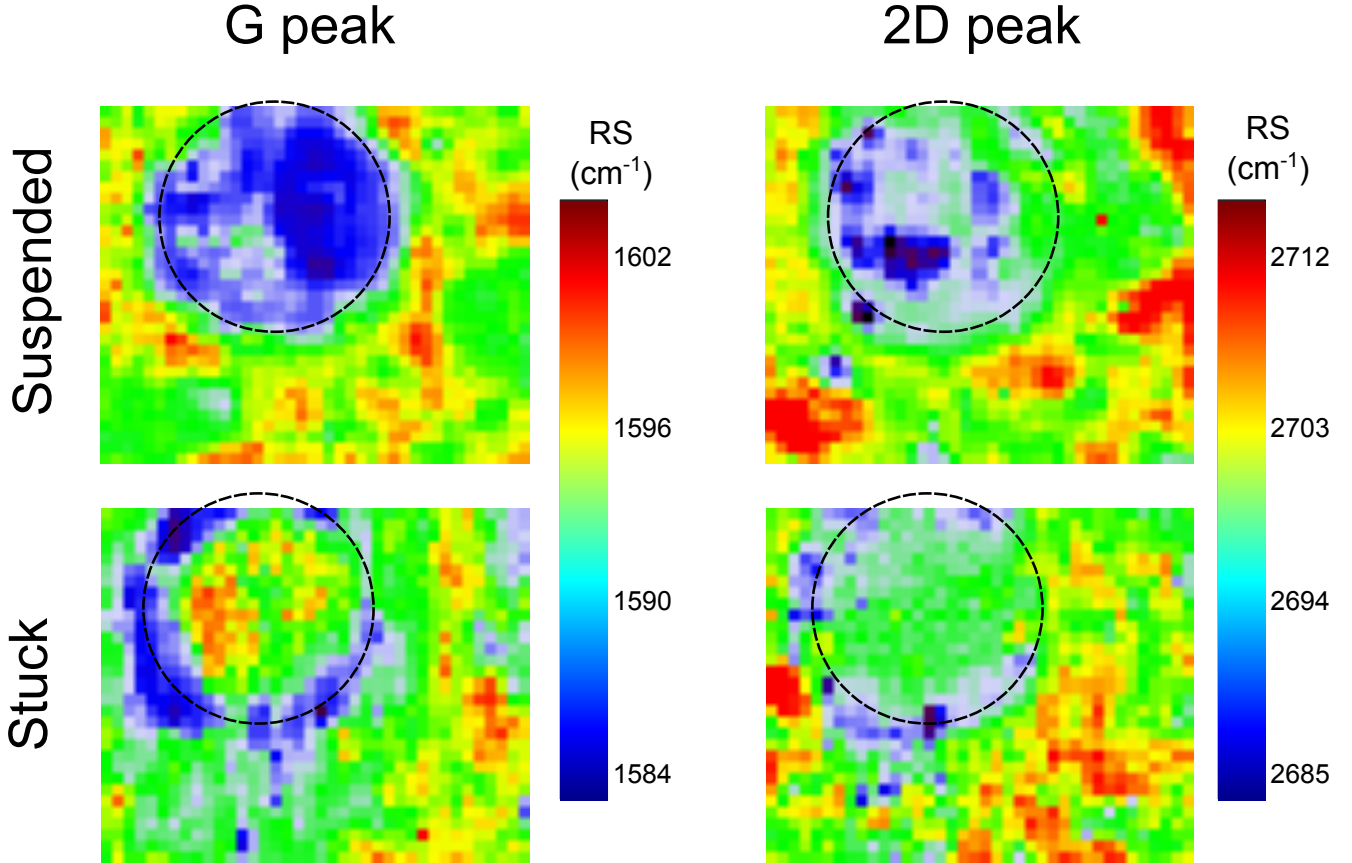 G peak
2D peak
Suspended
RS
(cm⁻¹)
1602
1596
1590
1584
RS
(cm⁻¹)
2712
2703
2694
2685
Stuck